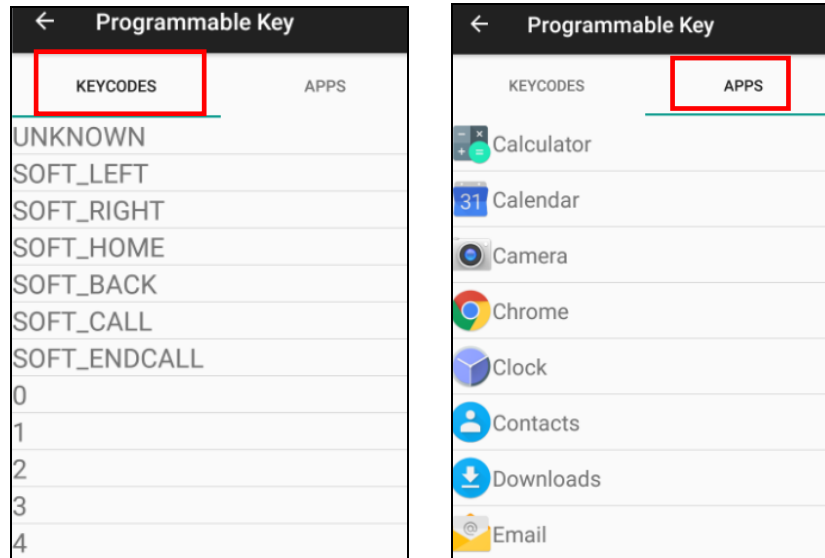 Programmable Key
KEYCODES APPS
UNKNOWN
SOFT_LEFT
SOFT_RIGHT
SOFT_HOME
SOFT_BACK
SOFT_CALL
SOFT_ENDCALL
0
1
2
3
4
Programmable Key
KEYCODES APPS
Calculator
31 Calendar
Camera
Chrome
Clock
Contacts
Downloads
@ Email